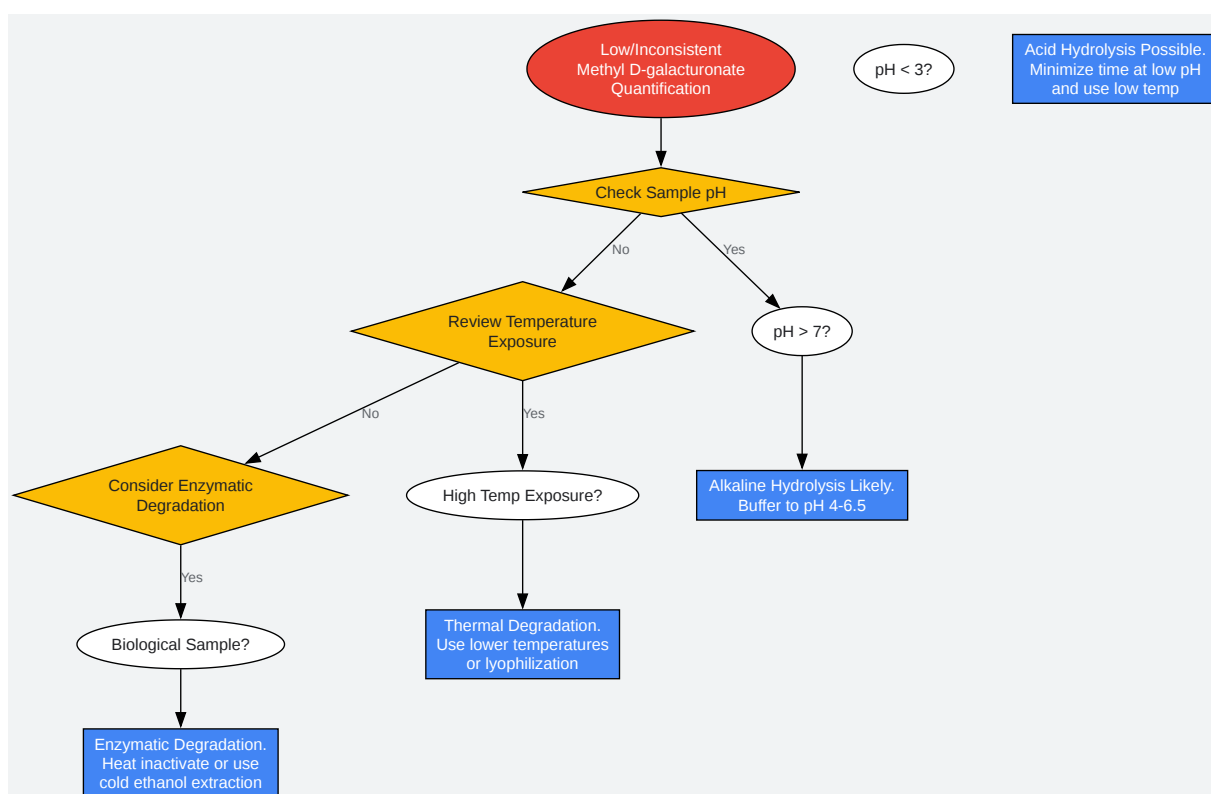 Low/Inconsistent
Methyl D-galacturonate
Quantification
pH < 3?
Acid Hydrolysis Possible.
Minimize time at low pH
and use low temp
Check Sample pH
No
Yes
Review Temperature
Exposure
pH > 7?
No
Yes
Consider Enzymatic
Degradation
High Temp Exposure?
Alkaline Hydrolysis Likely.
Buffer to pH 4-6.5
Yes
Biological Sample?
Thermal Degradation.
Use lower temperatures
or lyophilization
Enzymatic Degradation.
Heat inactivate or use
cold ethanol extraction